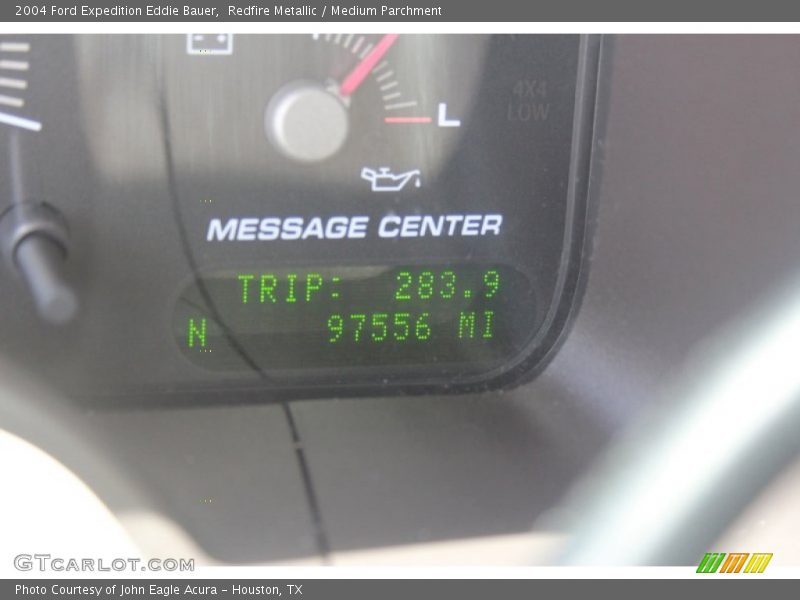 2004 Ford Expedition Eddie Bauer, Redfire Metallic / Medium Parchment
4X4
LOW
L
MESSAGE CENTER
TRIP: 283.9
N 97556 MI
GTCARLOT.COM
Photo Courtesy of John Eagle Acura - Houston, TX